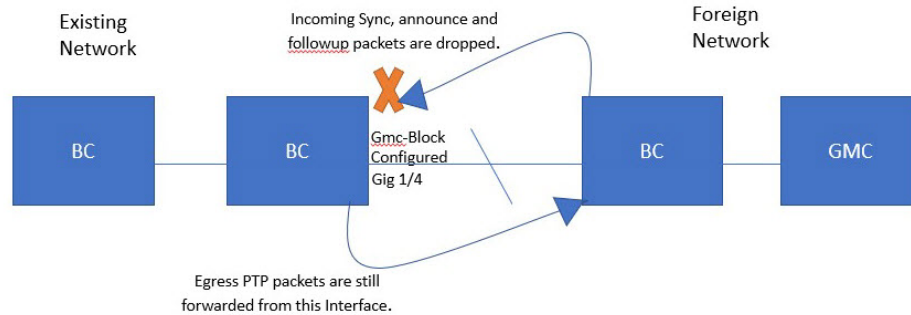 Existing
Network
Incoming Sync, announce and
followup packets are dropped.
Foreign
Network
BC
BC
Gmc-Block
Configured
Gig 1/4
BC
GMC
Egress PTP packets are still
forwarded from this Interface.